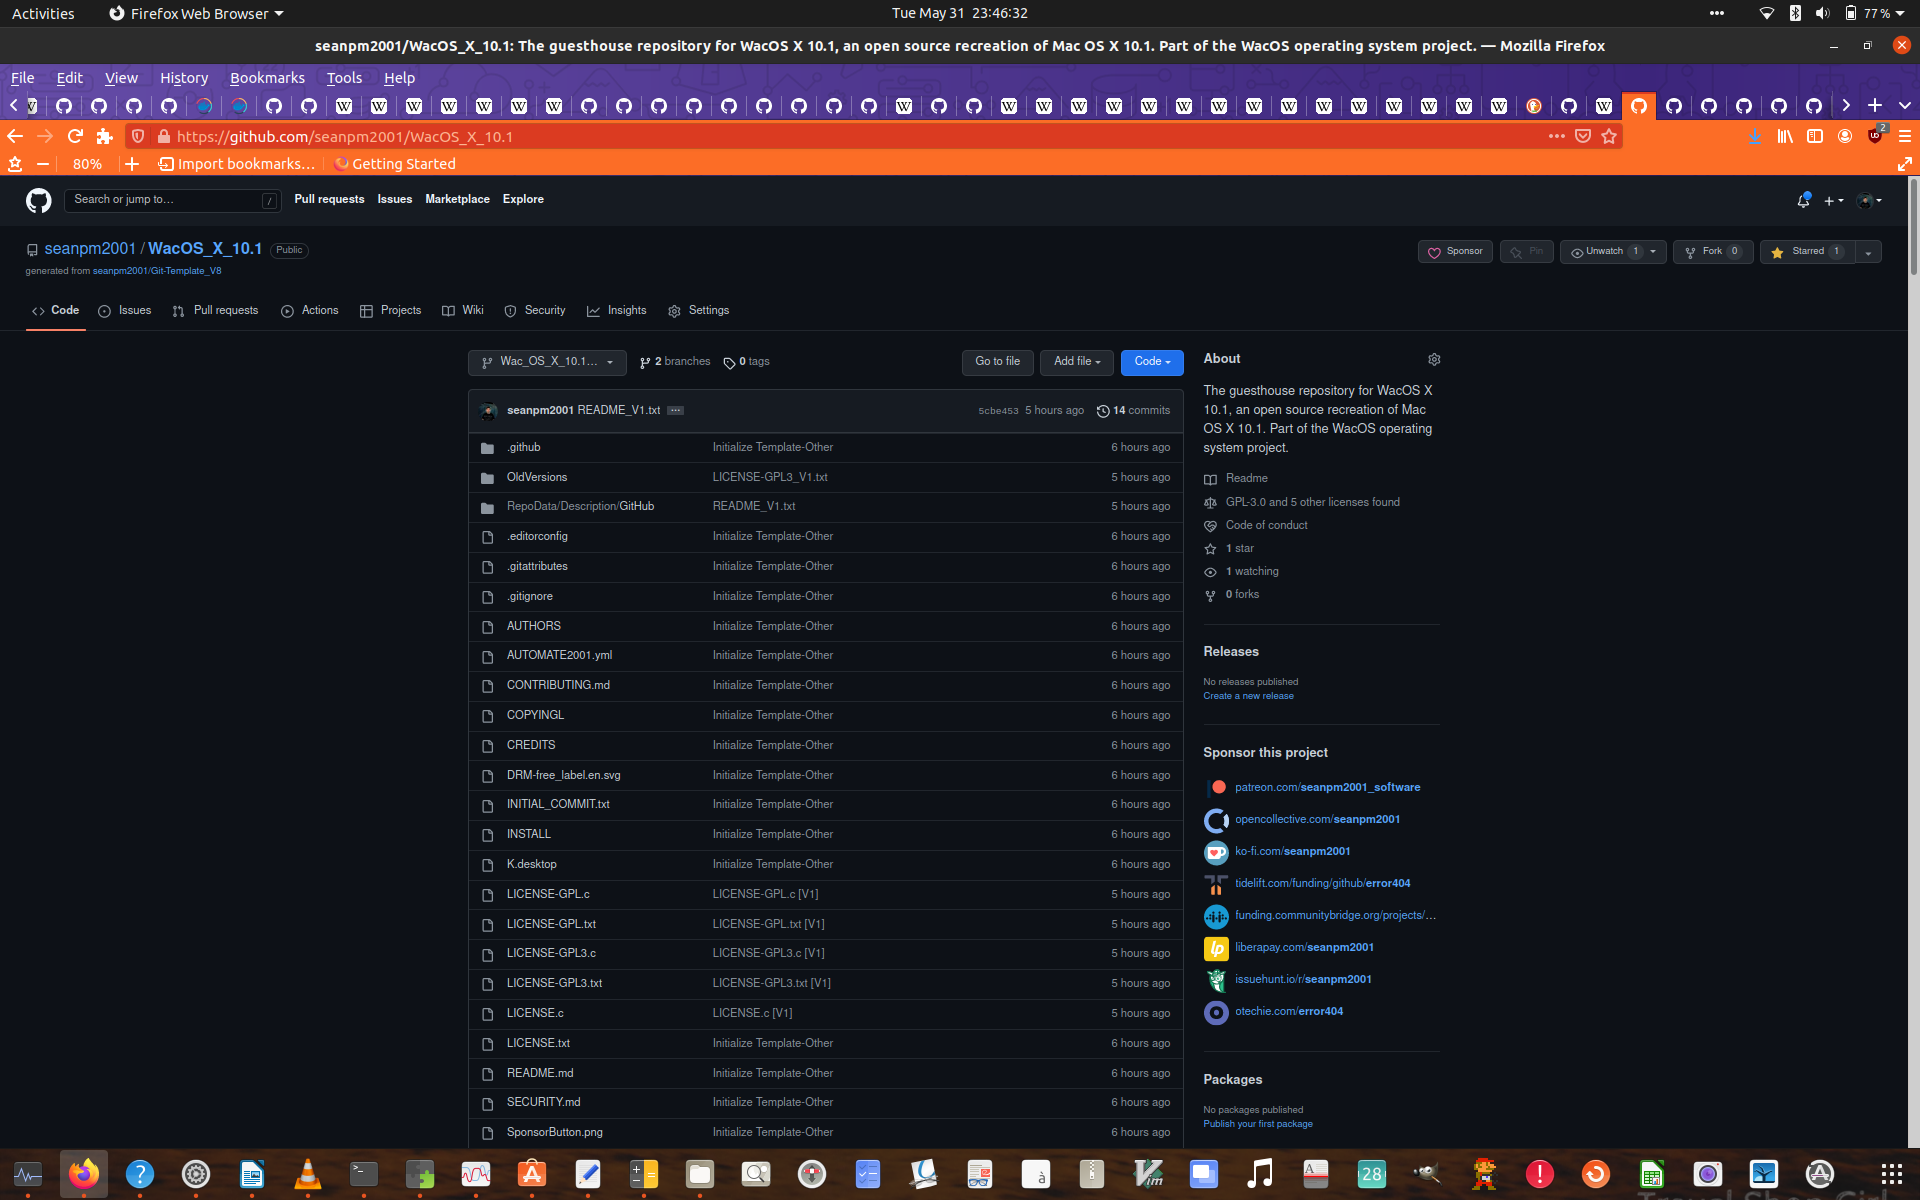 Activities
Firefox Web Browser
Tue May 31 23:46:32
77 %
seanpm2001/WacOS_X_10.1: The guesthouse repository for WacOS X 10.1, an open source recreation of Mac OS X 10.1. Part of the WacOS operating system project. — Mozilla Firefox
File Edit View History Bookmarks Tools Help
https://github.com/seanpm2001/WacOS_X_10.1
2
80%
Import bookmarks...
Getting Started
Search or jump to...
/
Pull requests Issues Marketplace Explore
seanpm2001 / WacOS_X_10.1 Public
generated from seanpm2001/Git-Template_V8
Sponsor
Pin
Unwatch 1
Fork 0
Starred 1
Code Issues Pull requests Actions Projects Wiki Security Insights Settings
Wac_OS_X_10.1...
2 branches
0 tags
Go to file
Add file
Code
seanpm2001 README_V1.txt
5cbe453 5 hours ago
14 commits
.github Initialize Template-Other 6 hours ago
OldVersions LICENSE-GPL3_V1.txt 5 hours ago
RepoData/Description/GitHub README_V1.txt 5 hours ago
.editorconfig Initialize Template-Other 6 hours ago
.gitattributes Initialize Template-Other 6 hours ago
.gitignore Initialize Template-Other 6 hours ago
AUTHORS Initialize Template-Other 6 hours ago
AUTOMATE2001.yml Initialize Template-Other 6 hours ago
CONTRIBUTING.md Initialize Template-Other 6 hours ago
COPYINGL Initialize Template-Other 6 hours ago
CREDITS Initialize Template-Other 6 hours ago
DRM-free_label.en.svg Initialize Template-Other 6 hours ago
INITIAL_COMMIT.txt Initialize Template-Other 6 hours ago
INSTALL Initialize Template-Other 6 hours ago
K.desktop Initialize Template-Other 6 hours ago
LICENSE-GPL.c LICENSE-GPL.c [V1] 5 hours ago
LICENSE-GPL.txt LICENSE-GPL.txt [V1] 5 hours ago
LICENSE-GPL3.c LICENSE-GPL3.c [V1] 5 hours ago
LICENSE-GPL3.txt LICENSE-GPL3.txt [V1] 5 hours ago
LICENSE.c LICENSE.c [V1] 5 hours ago
LICENSE.txt Initialize Template-Other 6 hours ago
README.md Initialize Template-Other 6 hours ago
SECURITY.md Initialize Template-Other 6 hours ago
SponsorButton.png Initialize Template-Other 6 hours ago
About
The guesthouse repository for WacOS X
10.1, an open source recreation of Mac
OS X 10.1. Part of the WacOS operating
system project.
Readme
GPL-3.0 and 5 other licenses found
Code of conduct
1 star
1 watching
0 forks
Releases
No releases published
Create a new release
Sponsor this project
patreon.com/seanpm2001_software
opencollective.com/seanpm2001
ko-fi.com/seanpm2001
tidelift.com/funding/github/error404
funding.communitybridge.org/projects/...
liberapay.com/seanpm2001
issuehunt.io/r/seanpm2001
otechie.com/error404
Packages
No packages published
Publish your first package
28